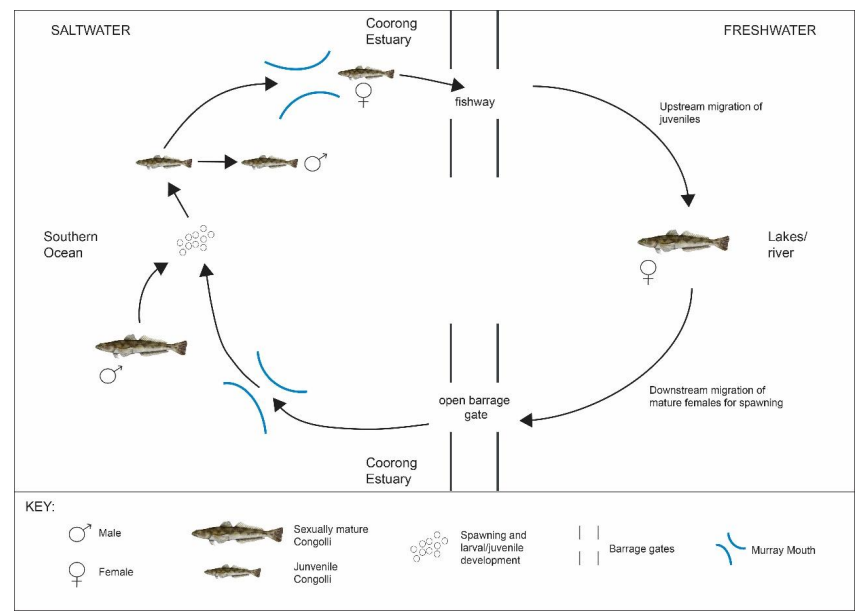 SALTWATER
Coorong
Estuary
FRESHWATER
fishway
Upstream migration of
juveniles
Southern
Ocean
Lakes/
river
open barrage
gate
Downstream migration of
mature females for spawning
Coorong
Estuary
KEY:
Male
Female
Sexually mature
Congolli
Junvenile
Congolli
Spawning and
larval/juvenile
development
Barrage gates
Murray Mouth